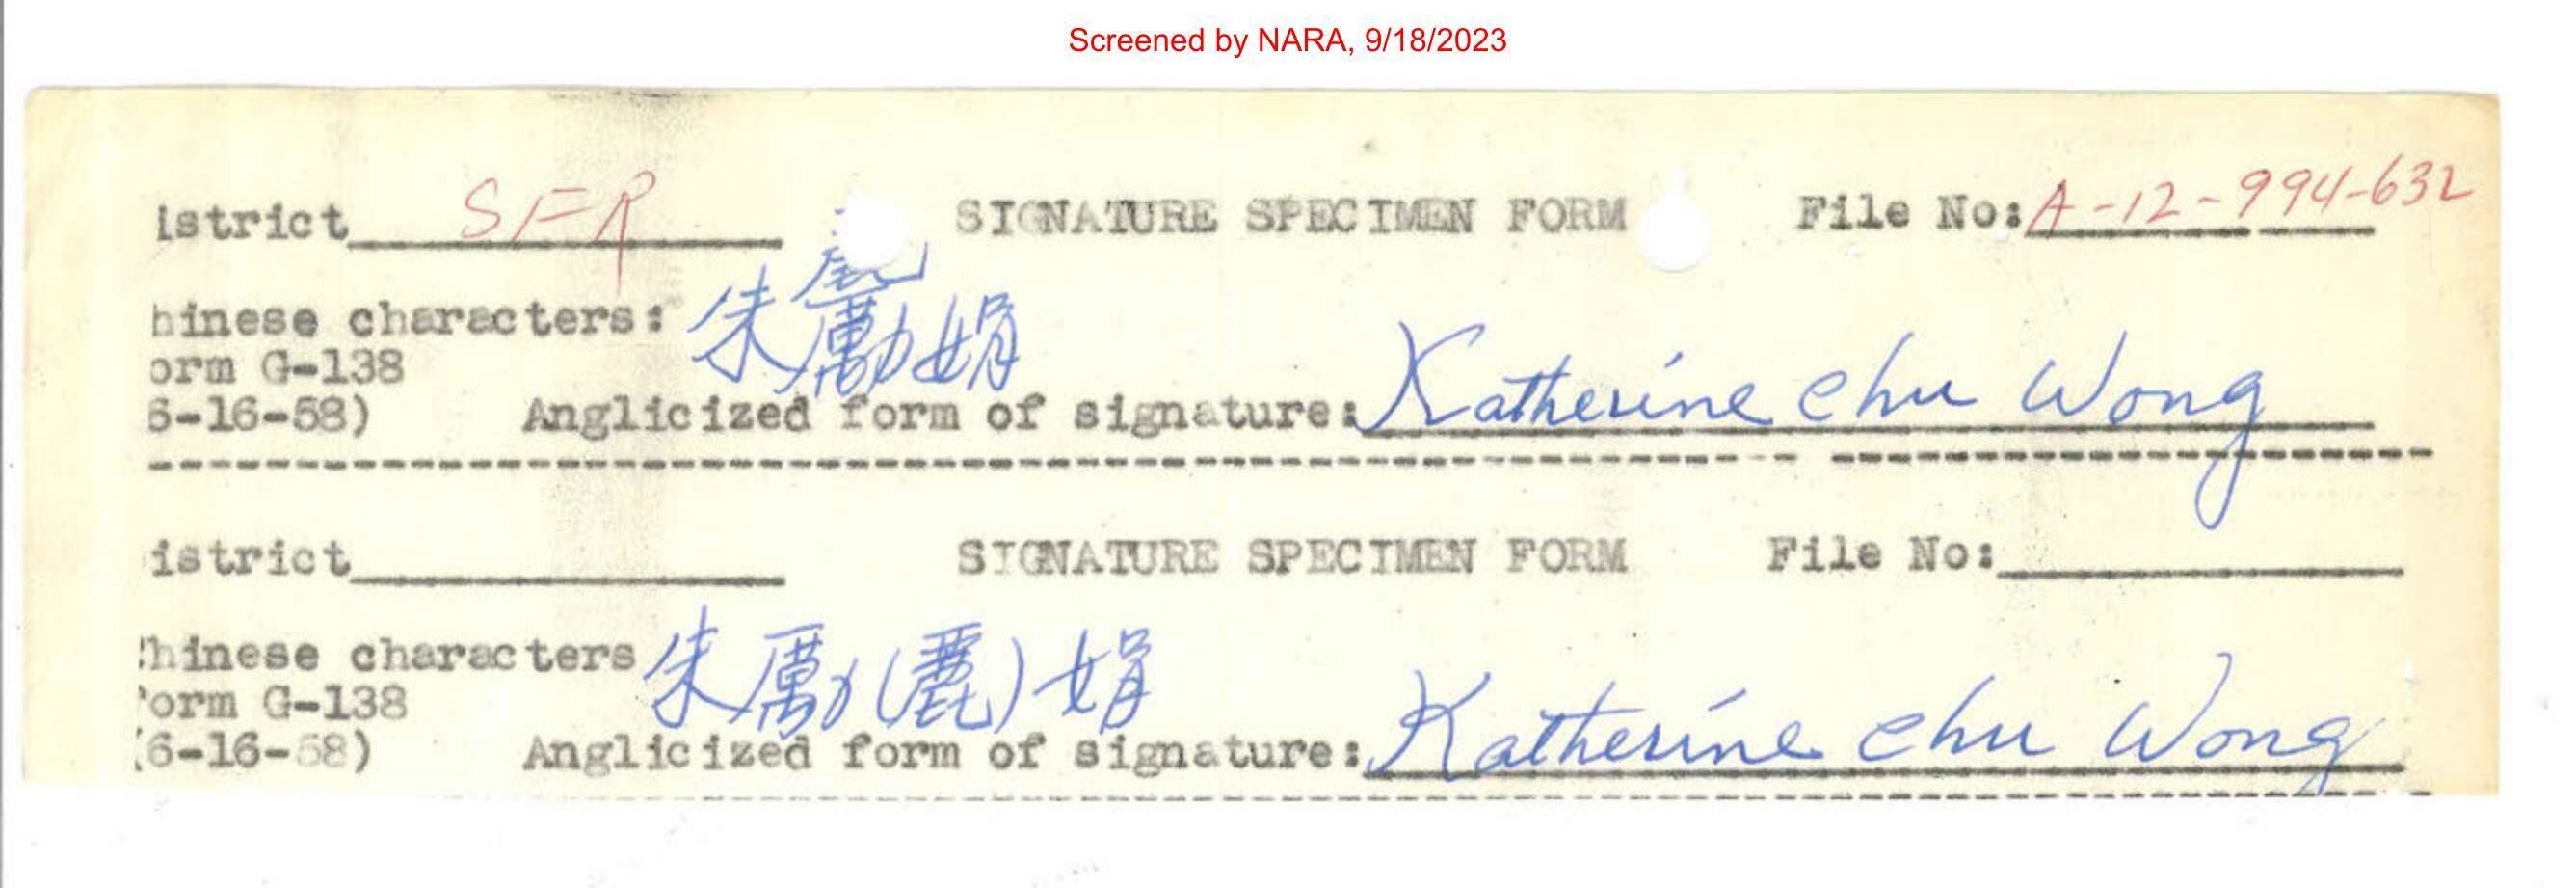 Screened by NARA, 9/18/2023
istrict SFR SIGNATURE SPECIMEN FORM File No: A-12-994-632
麗
hinese characters: 朱勵娟
orm G-138
6-16-58) Anglicized form of signature: Katherine Chu Wong
istrict SIGNATURE SPECIMEN FORM File No:
hinese characters 朱勵(麗)娟
orm G-138
(6-16-58) Anglicized form of signature: Katherine Chu Wong